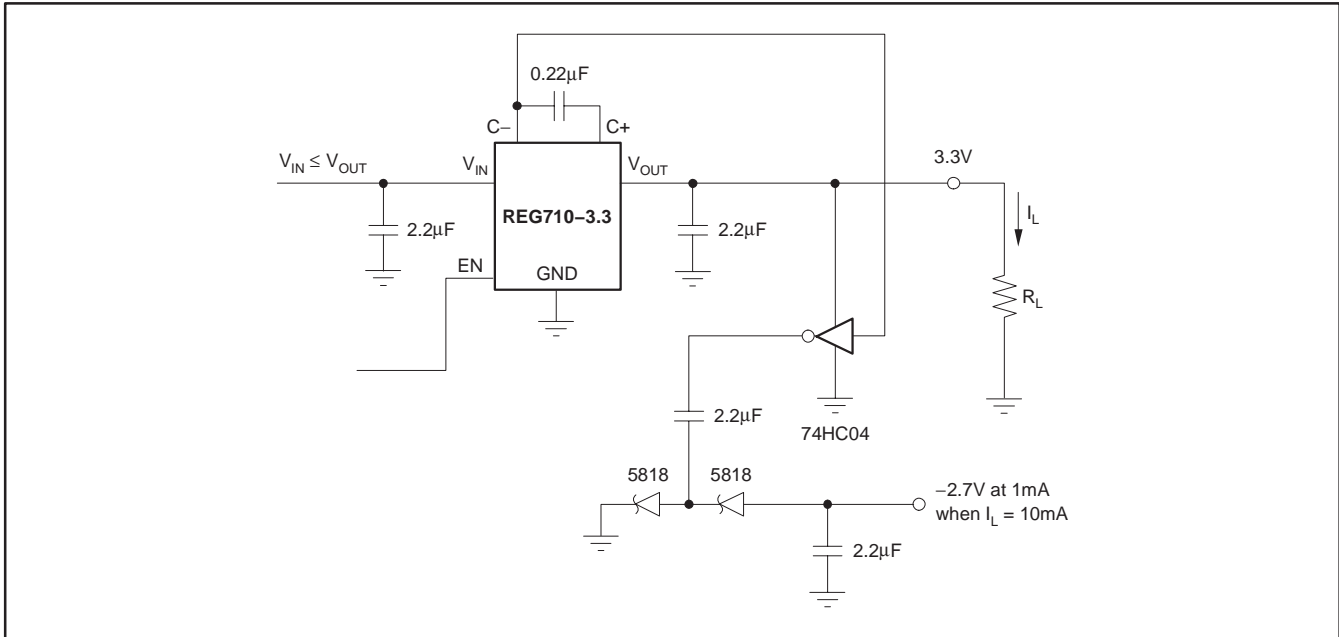 0.22µF
C−
C+
V_IN ≤ V_OUT
V_IN
V_OUT
3.3V
REG710−3.3
2.2µF
2.2µF
I_L
EN
GND
R_L
2.2µF
74HC04
5818
5818
−2.7V at 1mA
when I_L = 10mA
2.2µF